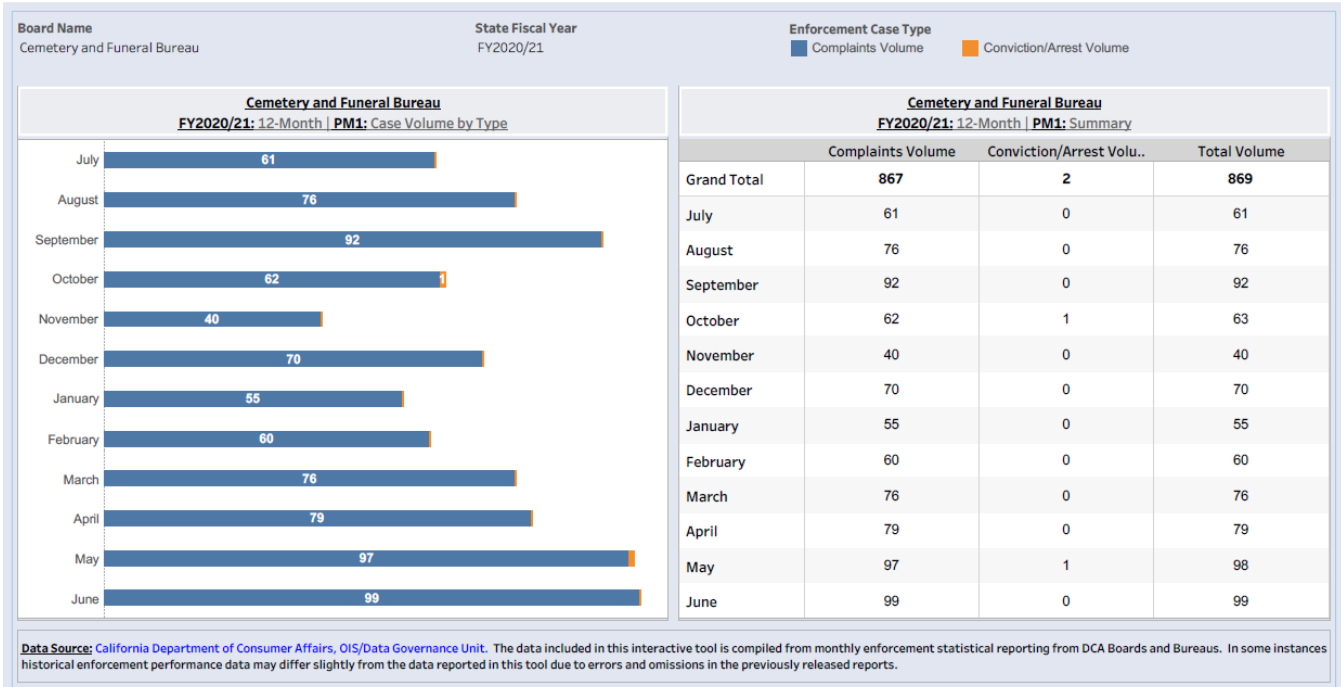 Board Name State Fiscal Year Enforcement Case Type
Cemetery and Funeral Bureau FY2020/21 Complaints Volume Conviction/Arrest Volume
Cemetery and Funeral Bureau
FY2020/21: 12-Month | PM1: Case Volume by Type
July 61
August 76
September 92
October 62 1
November 40
December 70
January 55
February 60
March 76
April 79
May 97
June 99
Cemetery and Funeral Bureau
FY2020/21: 12-Month | PM1: Summary
Complaints Volume Conviction/Arrest Volu.. Total Volume
Grand Total 867 2 869
July 61 0 61
August 76 0 76
September 92 0 92
October 62 1 63
November 40 0 40
December 70 0 70
January 55 0 55
February 60 0 60
March 76 0 76
April 79 0 79
May 97 1 98
June 99 0 99
Data Source: California Department of Consumer Affairs, OIS/Data Governance Unit. The data included in this interactive tool is compiled from monthly enforcement statistical reporting from DCA Boards and Bureaus. In some instances
historical enforcement performance data may differ slightly from the data reported in this tool due to errors and omissions in the previously released reports.